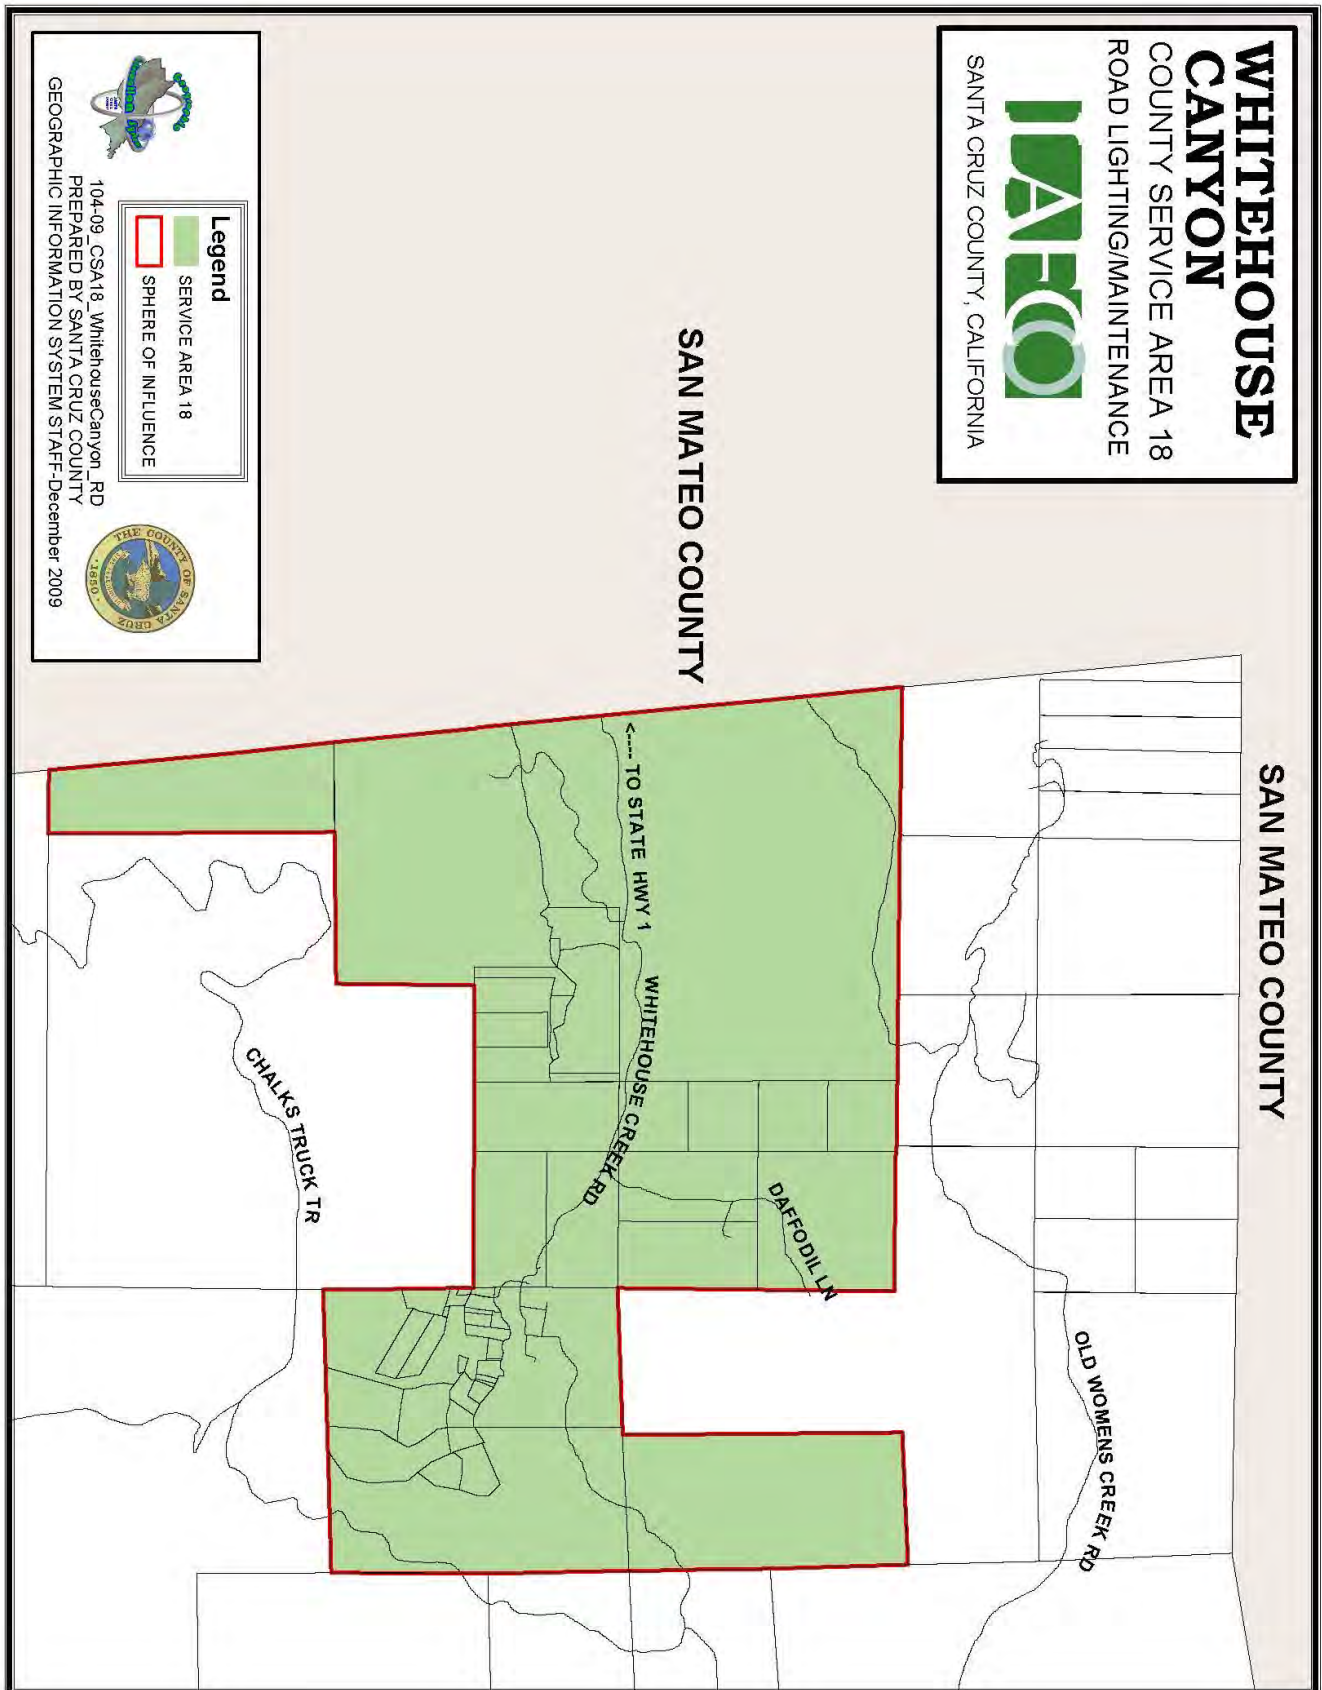 WHITEHOUSE
CANYON
COUNTY SERVICE AREA 18
ROAD LIGHTING/MAINTENANCE
LAFCO
SANTA CRUZ COUNTY, CALIFORNIA
SAN MATEO COUNTY
SAN MATEO COUNTY
<---- TO STATE HWY 1
WHITEHOUSE CREEK RD
DAFFODIL LN
OLD WOMENS CREEK RD
CHALKS TRUCK TR
Legend
SERVICE AREA 18
SPHERE OF INFLUENCE
104-09_CSA18_WhitehouseCanyon_RD
PREPARED BY SANTA CRUZ COUNTY
GEOGRAPHIC INFORMATION SYSTEM STAFF-December 2009
Geographic
THE COUNTY OF SANTA CRUZ
1850